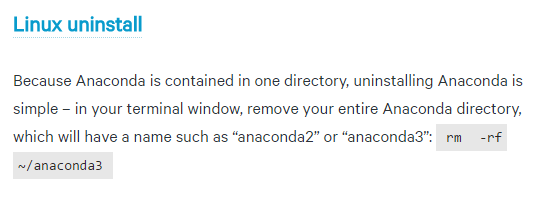 Linux uninstall
Because Anaconda is contained in one directory, uninstalling Anaconda is
simple – in your terminal window, remove your entire Anaconda directory,
which will have a name such as “anaconda2” or “anaconda3”: rm -rf
~/anaconda3